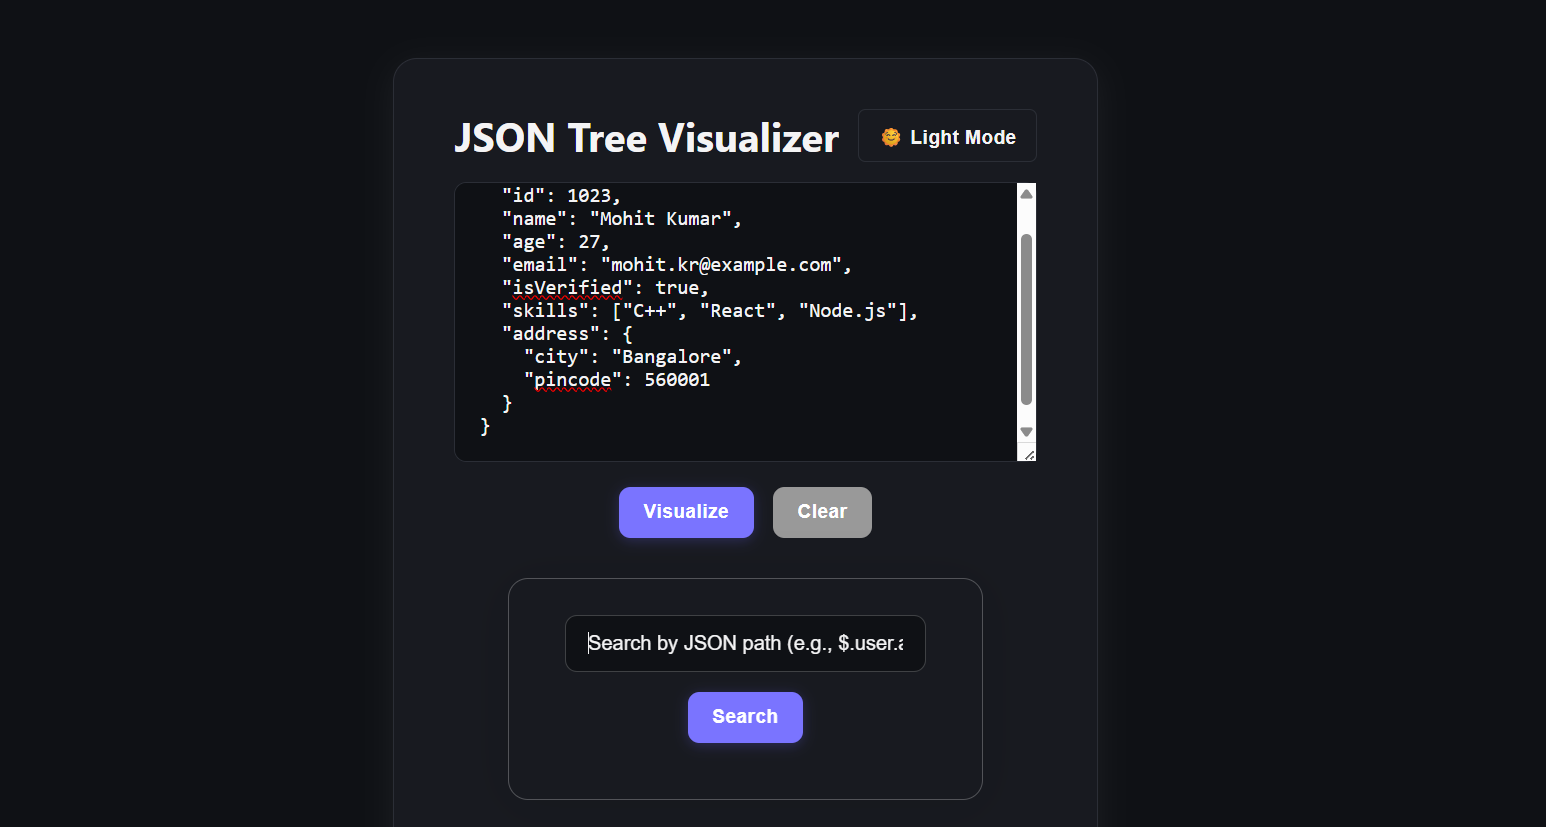 JSON Tree Visualizer
🌞 Light Mode
"id": 1023,
"name": "Mohit Kumar",
"age": 27,
"email": "mohit.kr@example.com",
"isVerified": true,
"skills": ["C++", "React", "Node.js"],
"address": {
"city": "Bangalore",
"pincode": 560001
}
}
Visualize
Clear
Search by JSON path (e.g., $.user.a
Search